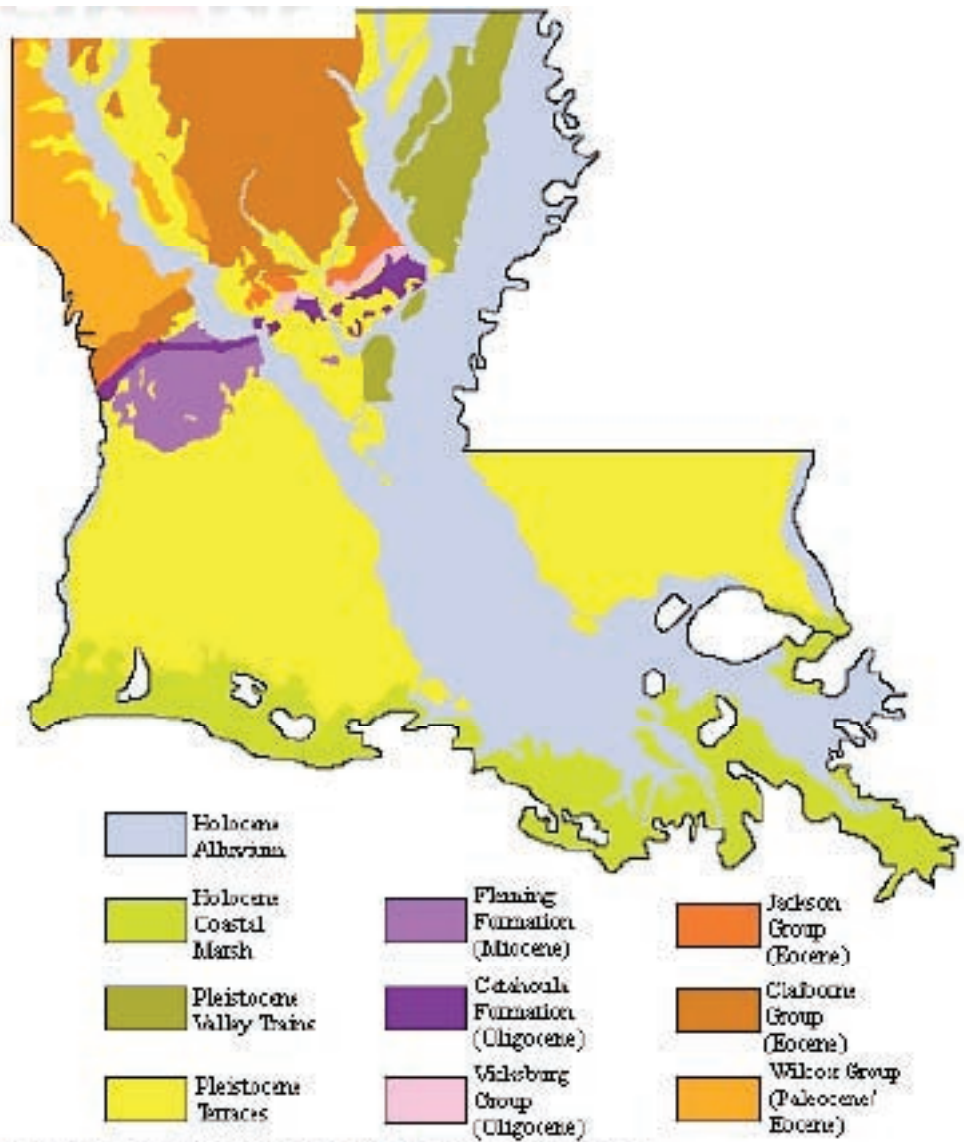 Holocene
Alluvium
Holocene
Coastal
Marsh
Pleistocene
Valley Trains
Pleistocene
Terraces
Fleming
Formation
(Miocene)
Catahoula
Formation
(Oligocene)
Vicksburg
Group
(Oligocene)
Jackson
Group
(Eocene)
Claiborne
Group
(Eocene)
Wilcox Group
(Paleocene/
Eocene)